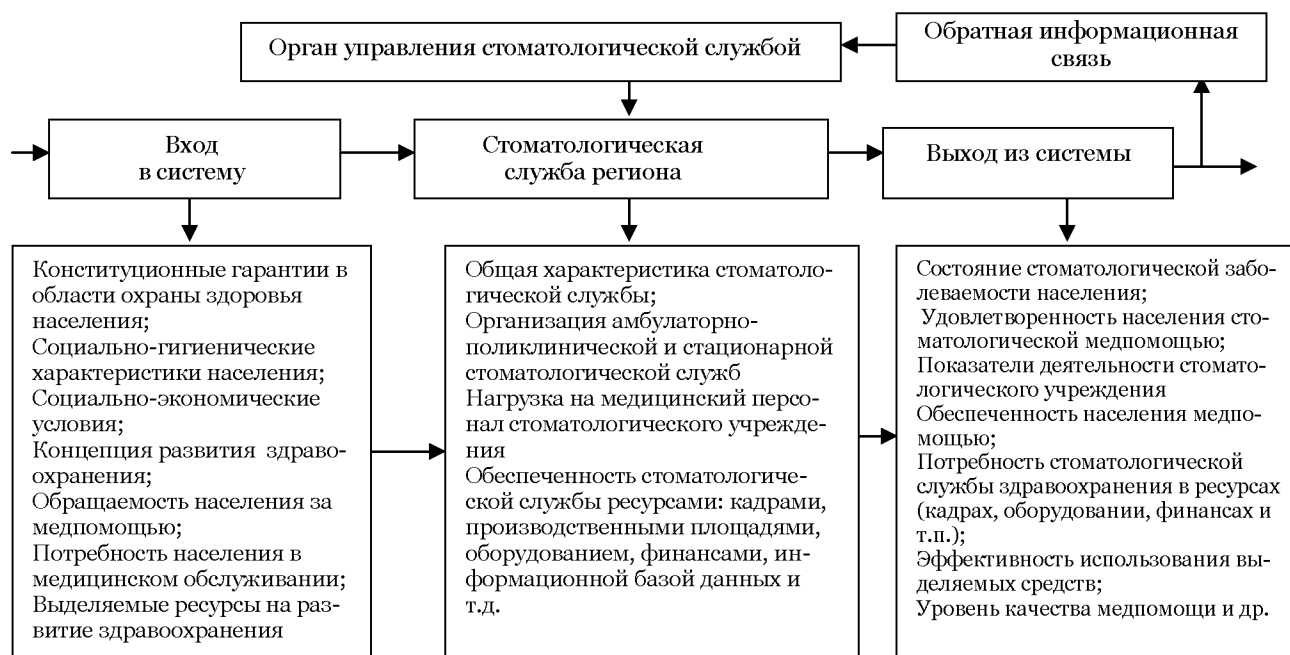 Орган управления стоматологической службой
Обратная информационная
связь
Вход
в систему
Стоматологическая
служба региона
Выход из системы
Конституционные гарантии в
области охраны здоровья
населения;
Социально-гигиенические
характеристики населения;
Социально-экономические
условия;
Концепция развития здраво-
охранения;
Обращаемость населения за
медпомощью;
Потребность населения в
медицинском обслуживании;
Выделяемые ресурсы на раз-
витие здравоохранения
Общая характеристика стоматоло-
гической службы;
Организация амбулаторно-
поликлинической и стационарной
стоматологической служб
Нагрузка на медицинский персо-
нал стоматологического учрежде-
ния
Обеспеченность стоматологиче-
ской службы ресурсами: кадрами,
производственными площадями,
оборудованием, финансами, ин-
формационной базой данных и
т.д.
Состояние стоматологической забо-
леваемости населения;
Удовлетворенность населения сто-
матологической медпомощью;
Показатели деятельности стомато-
логического учреждения
Обеспеченность населения медпо-
мощью;
Потребность стоматологической
службы здравоохранения в ресурсах
(кадрах, оборудовании, финансах и
т.п.);
Эффективность использования вы-
деляемых средств;
Уровень качества медпомощи и др.